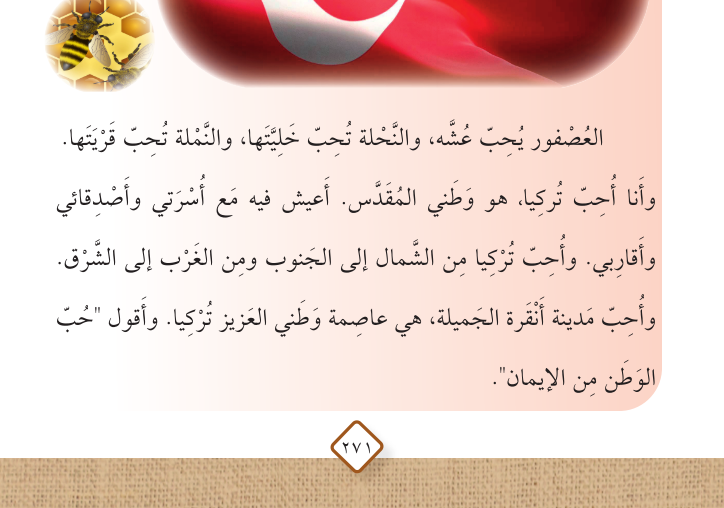 العُصْفور يُحِبّ عُشَّه، والنَّحْلة تُحِبّ خَلِيَّتَها، والنَّمْلة تُحِبّ قَرْيَتَها.
وأَنا أُحِبّ تُركِيا، هو وَطَني المُقَدَّس. أَعيش فيه مَع أُسْرَتي وأَصْدِقائي
وأَقارِبي. وأُحِبّ تُرْكِيا مِن الشَّمال إلى الجَنوب ومِن الغَرْب إلى الشَّرْق.
وأُحِبّ مَدينة أَنْقَرة الجَميلة، هي عاصِمة وَطَني العَزيز تُرْكِيا. وأَقول "حُبّ
الوَطَن مِن الإيمان".
٢٧١